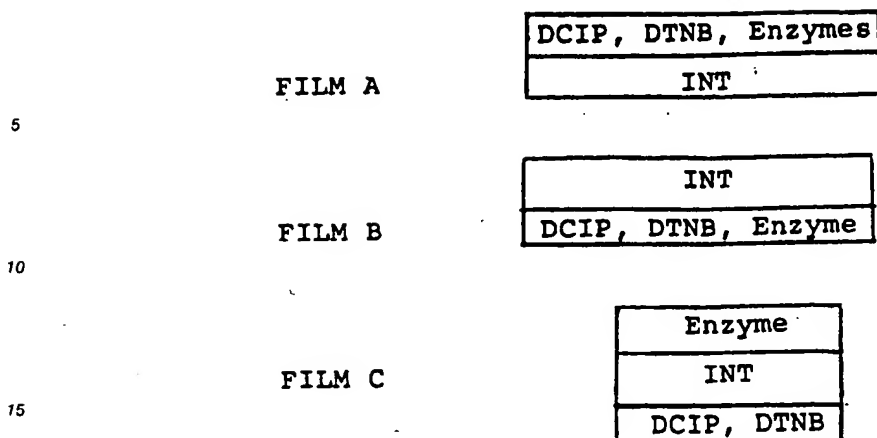 DCIP, DTNB, Enzymes
FILM A
INT
5
INT
FILM B
DCIP, DTNB, Enzyme
10
Enzyme
FILM C
INT
15
DCIP, DTNB